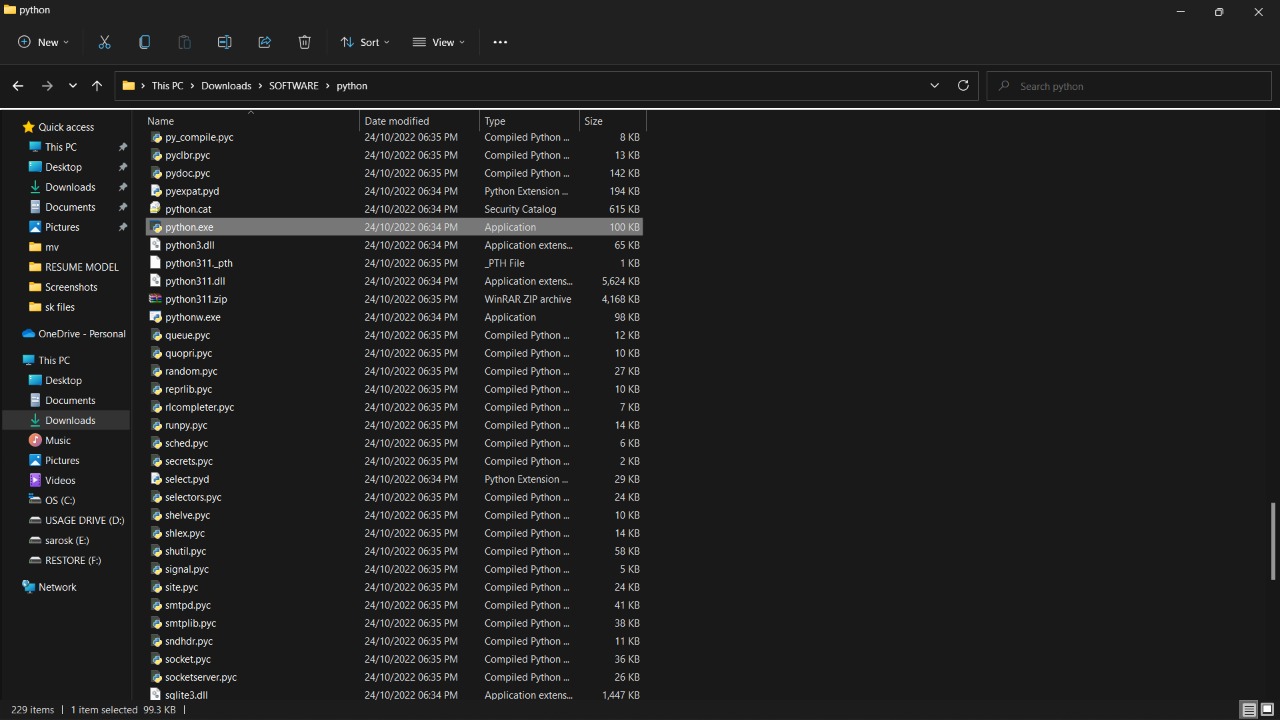 python
New
Sort
View
This PC > Downloads > SOFTWARE > python
Search python
Quick access
This PC
Desktop
Downloads
Documents
Pictures
mv
RESUME MODEL
Screenshots
sk files
OneDrive - Personal
This PC
Desktop
Documents
Downloads
Music
Pictures
Videos
OS (C:)
USAGE DRIVE (D:)
sarosk (E:)
RESTORE (F:)
Network
Name Date modified Type Size
py_compile.pyc 24/10/2022 06:35 PM Compiled Python ... 8 KB
pyclbr.pyc 24/10/2022 06:35 PM Compiled Python ... 13 KB
pydoc.pyc 24/10/2022 06:35 PM Compiled Python ... 142 KB
pyexpat.pyd 24/10/2022 06:34 PM Python Extension ... 194 KB
python.cat 24/10/2022 06:34 PM Security Catalog 615 KB
python.exe 24/10/2022 06:34 PM Application 100 KB
python3.dll 24/10/2022 06:34 PM Application extens... 65 KB
python311._pth 24/10/2022 06:35 PM _PTH File 1 KB
python311.dll 24/10/2022 06:34 PM Application extens... 5,624 KB
python311.zip 24/10/2022 06:35 PM WinRAR ZIP archive 4,168 KB
pythonw.exe 24/10/2022 06:34 PM Application 98 KB
queue.pyc 24/10/2022 06:35 PM Compiled Python ... 12 KB
quopri.pyc 24/10/2022 06:35 PM Compiled Python ... 10 KB
random.pyc 24/10/2022 06:35 PM Compiled Python ... 27 KB
reprlib.pyc 24/10/2022 06:35 PM Compiled Python ... 10 KB
rlcompleter.pyc 24/10/2022 06:35 PM Compiled Python ... 7 KB
runpy.pyc 24/10/2022 06:35 PM Compiled Python ... 14 KB
sched.pyc 24/10/2022 06:35 PM Compiled Python ... 6 KB
secrets.pyc 24/10/2022 06:35 PM Compiled Python ... 2 KB
select.pyd 24/10/2022 06:34 PM Python Extension ... 29 KB
selectors.pyc 24/10/2022 06:35 PM Compiled Python ... 24 KB
shelve.pyc 24/10/2022 06:35 PM Compiled Python ... 10 KB
shlex.pyc 24/10/2022 06:35 PM Compiled Python ... 14 KB
shutil.pyc 24/10/2022 06:35 PM Compiled Python ... 58 KB
signal.pyc 24/10/2022 06:35 PM Compiled Python ... 5 KB
site.pyc 24/10/2022 06:35 PM Compiled Python ... 24 KB
smtpd.pyc 24/10/2022 06:35 PM Compiled Python ... 41 KB
smtplib.pyc 24/10/2022 06:35 PM Compiled Python ... 38 KB
sndhdr.pyc 24/10/2022 06:35 PM Compiled Python ... 11 KB
socket.pyc 24/10/2022 06:35 PM Compiled Python ... 36 KB
socketserver.pyc 24/10/2022 06:35 PM Compiled Python ... 26 KB
sqlite3.dll 24/10/2022 06:34 PM Application extens... 1,447 KB
229 items | 1 item selected 99.3 KB |